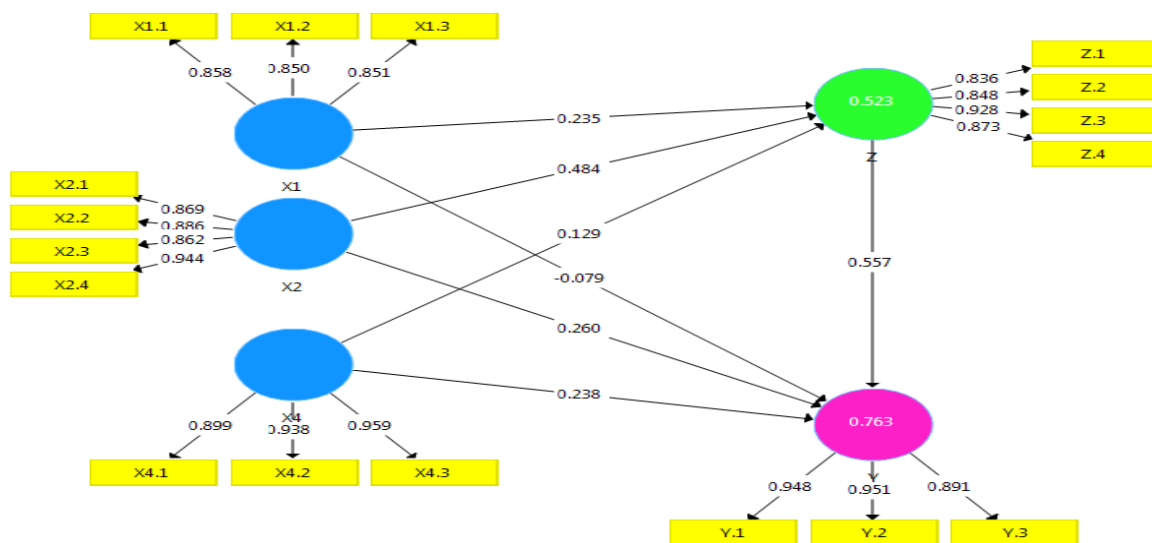 X1.1 X1.2 X1.3
0.858 0.850 0.851
X1
X2.1
X2.2
X2.3
X2.4
0.869
0.886
0.862
0.944
X2
X4
0.899 0.938 0.959
X4.1 X4.2 X4.3
0.235
0.484
0.129
-0.079
0.260
0.238
0.523
Z
0.836
0.848
0.928
0.873
Z.1
Z.2
Z.3
Z.4
0.557
0.763
Y
0.948 0.951 0.891
Y.1 Y.2 Y.3